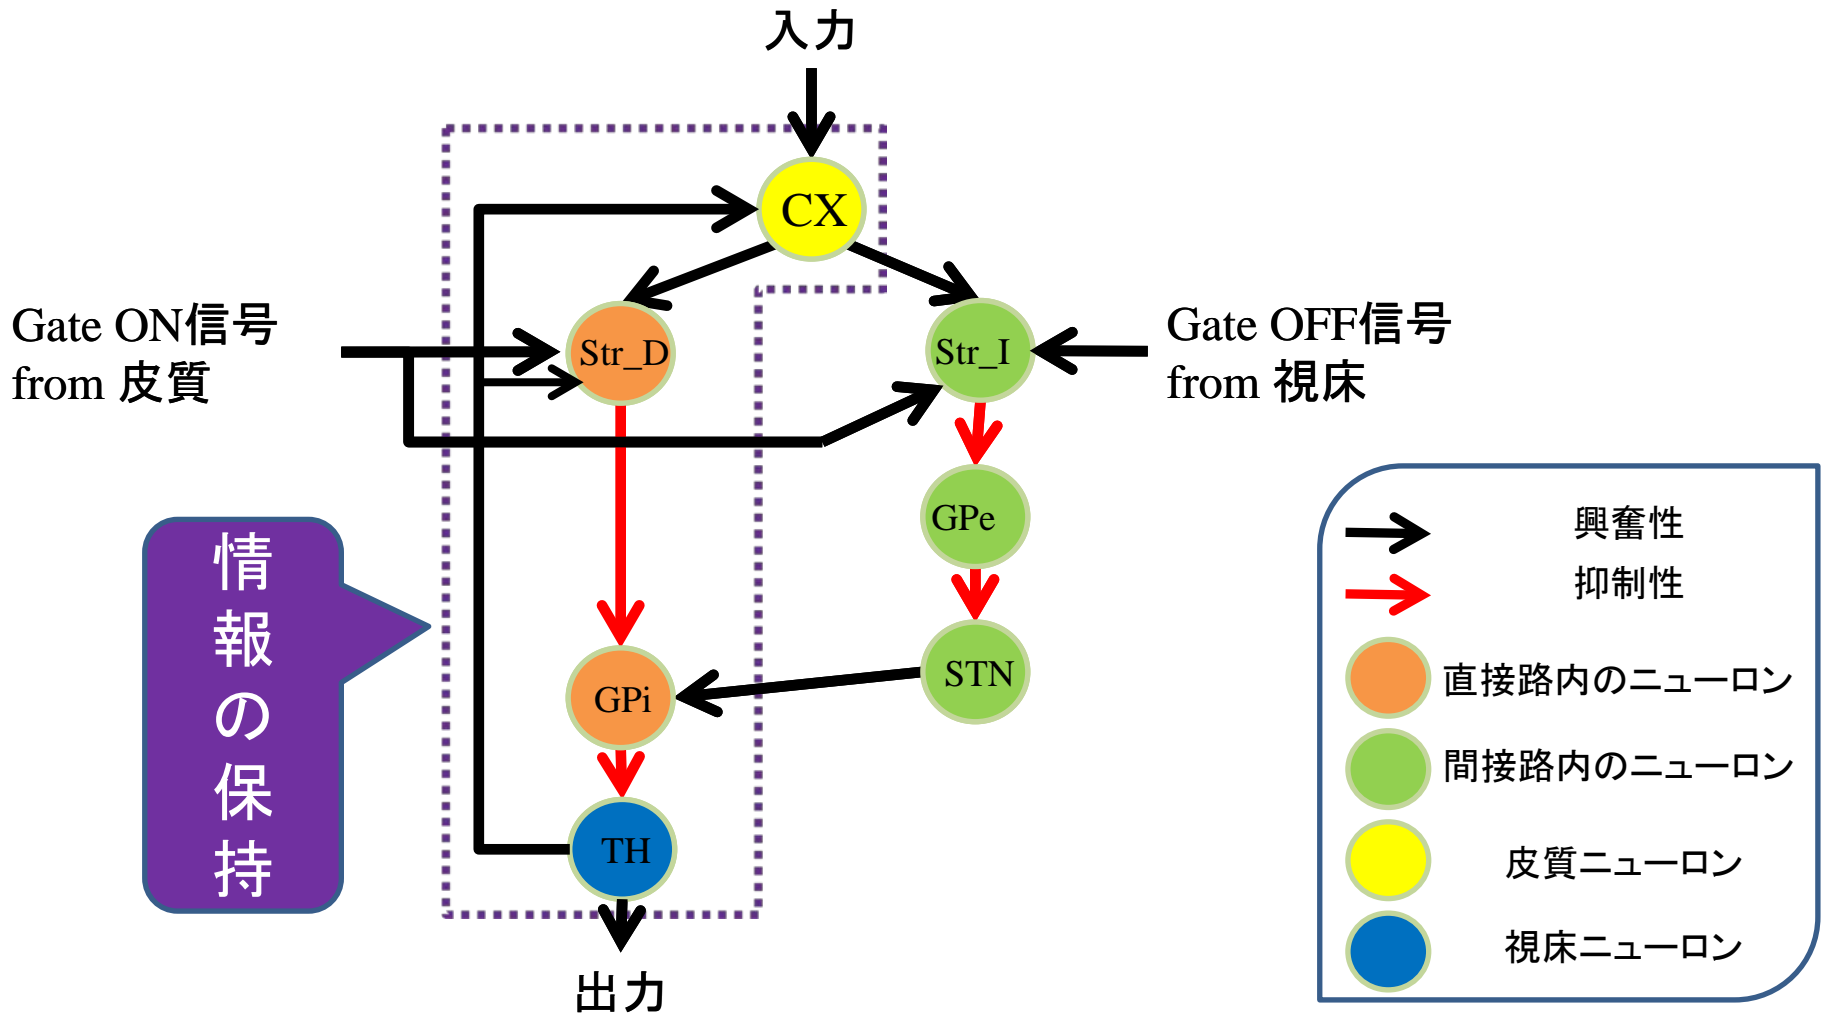 入力
CX
Gate ON信号
from 皮質
Str_D
Str_I
Gate OFF信号
from 視床
GPe
情報の保持
GPi
STN
TH
出力
興奮性
抑制性
直接路内のニューロン
間接路内のニューロン
皮質ニューロン
視床ニューロン